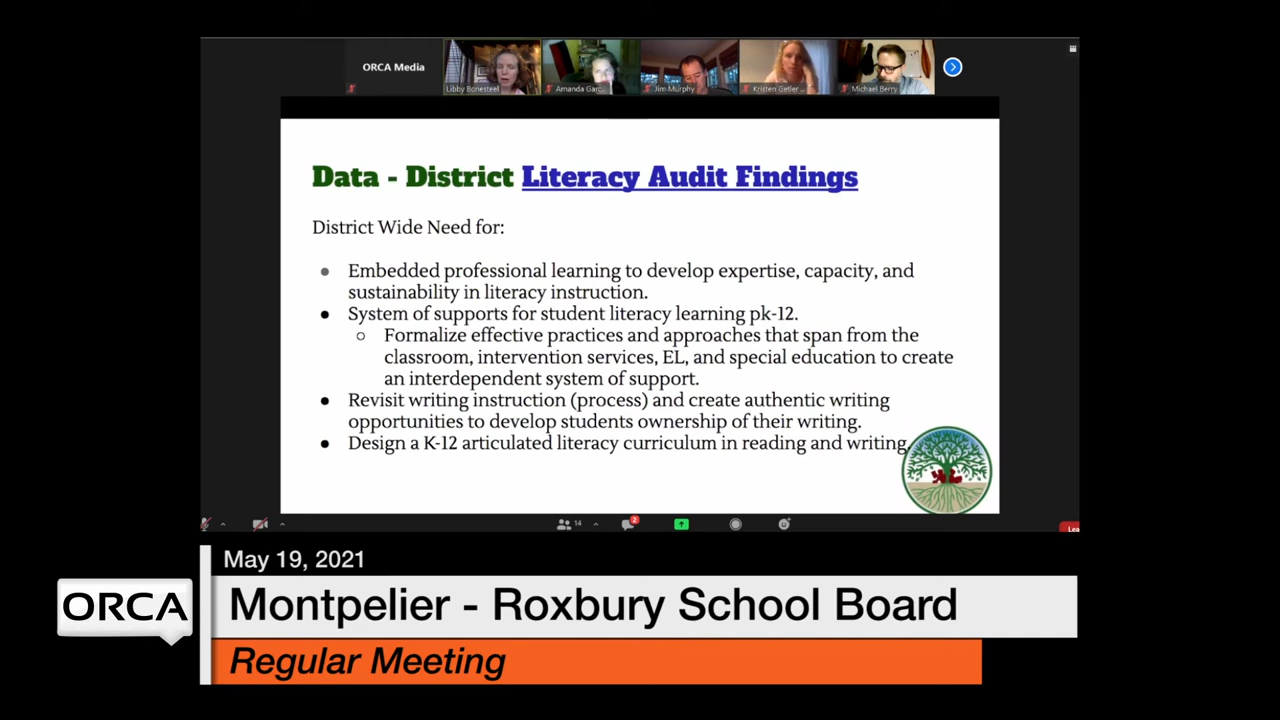 ORCA Media
Libby Bonesteel
Amanda Garc...
Jim Murphy
Kristen Getler...
Michael Berry
Data - District Literacy Audit Findings
District Wide Need for:
● Embedded professional learning to develop expertise, capacity, and
sustainability in literacy instruction.
● System of supports for student literacy learning pk-12.
○ Formalize effective practices and approaches that span from the
classroom, intervention services, EL, and special education to create
an interdependent system of support.
● Revisit writing instruction (process) and create authentic writing
opportunities to develop students ownership of their writing.
● Design a K-12 articulated literacy curriculum in reading and writing.
14
2
Lea
May 19, 2021
ORCA
Montpelier - Roxbury School Board
Regular Meeting